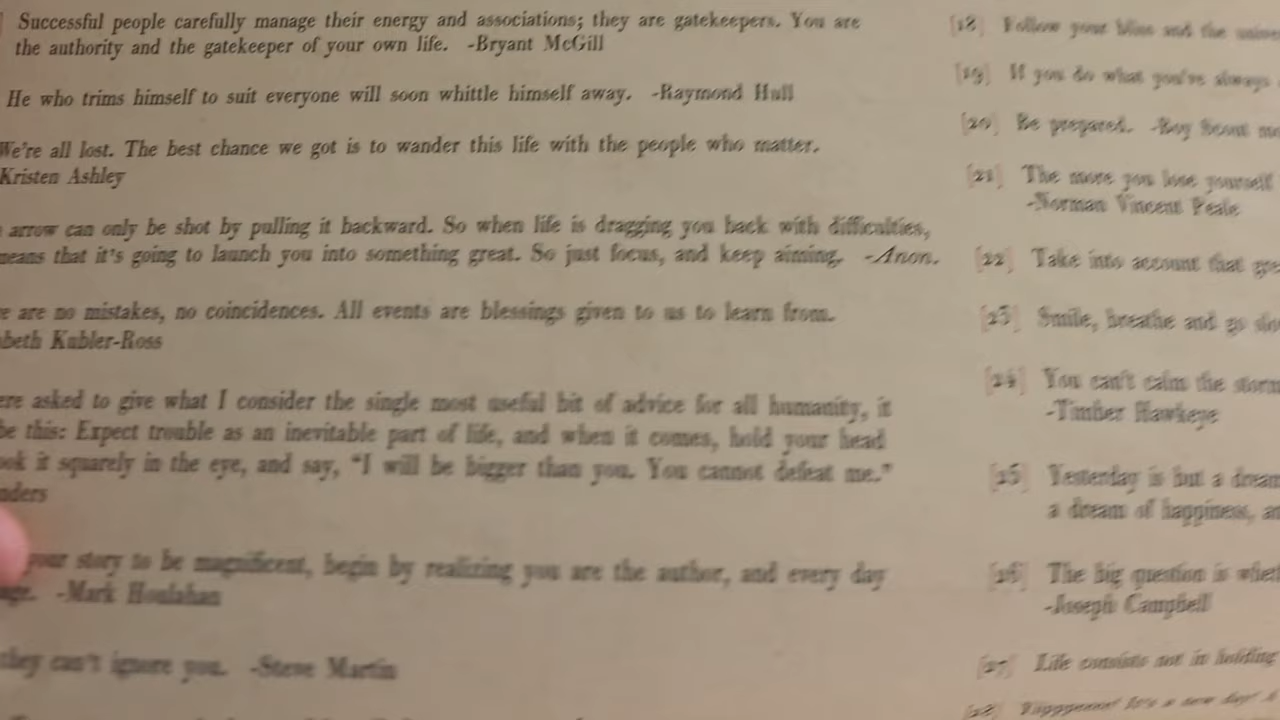 Successful people carefully manage their energy and associations; they are gatekeepers. You are
the authority and the gatekeeper of your own life. -Bryant McGill
He who trims himself to suit everyone will soon whittle himself away. -Raymond Hull
We're all lost. The best chance we got is to wander this life with the people who matter.
Kristen Ashley
arrow can only be shot by pulling it backward. So when life is dragging you back with difficulties,
means that it's going to launch you into something great. So just focus, and keep aiming. -Anon.
e are no mistakes, no coincidences. All events are blessings given to us to learn from.
beth Kubler-Ross
ere asked to give what I consider the single most useful bit of advice for all humanity, it
be this: Expect trouble as an inevitable part of life, and when it comes, hold your head
ook it squarely in the eye, and say, "I will be bigger than you. You cannot defeat me."
nders
your story to be magnificent, begin by realizing you are the author, and every day
-Mark Houlahan
they can't ignore you. -Steve Martin
[18] Follow your bliss and the
[19] If you do what you've always
[20] Be prepared. -Boy Scout
[21] The more you lose yourself
-Norman Vincent Peale
[22] Take into account that
[23] Smile, breathe and go
[24] You can't calm the storm
-Timber Hawkeye
[25] Yesterday is but a dream
a dream of happiness,
[26] The big question is
-Joseph Campbell
[27] Life consists not in holding
[28] It's a new day!